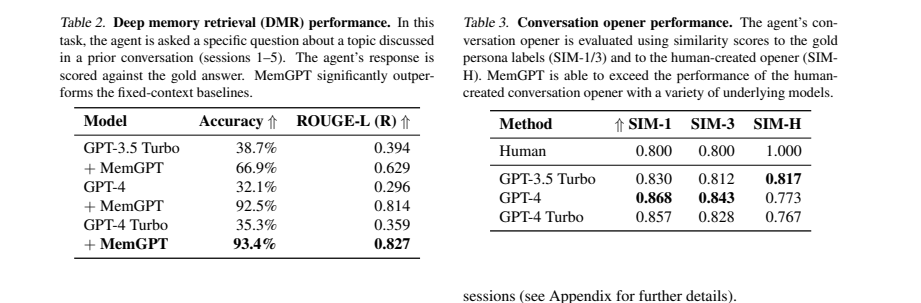 Table 2. Deep memory retrieval (DMR) performance. In this
task, the agent is asked a specific question about a topic discussed
in a prior conversation (sessions 1–5). The agent's response is
scored against the gold answer. MemGPT significantly outper-
forms the fixed-context baselines.
Model Accuracy ⇑ ROUGE-L (R) ⇑
GPT-3.5 Turbo 38.7% 0.394
+ MemGPT 66.9% 0.629
GPT-4 32.1% 0.296
+ MemGPT 92.5% 0.814
GPT-4 Turbo 35.3% 0.359
+ MemGPT 93.4% 0.827
Table 3. Conversation opener performance. The agent's con-
versation opener is evaluated using similarity scores to the gold
persona labels (SIM-1/3) and to the human-created opener (SIM-
H). MemGPT is able to exceed the performance of the human-
created conversation opener with a variety of underlying models.
Method ⇑ SIM-1 SIM-3 SIM-H
Human 0.800 0.800 1.000
GPT-3.5 Turbo 0.830 0.812 0.817
GPT-4 0.868 0.843 0.773
GPT-4 Turbo 0.857 0.828 0.767
sessions (see Appendix for further details).